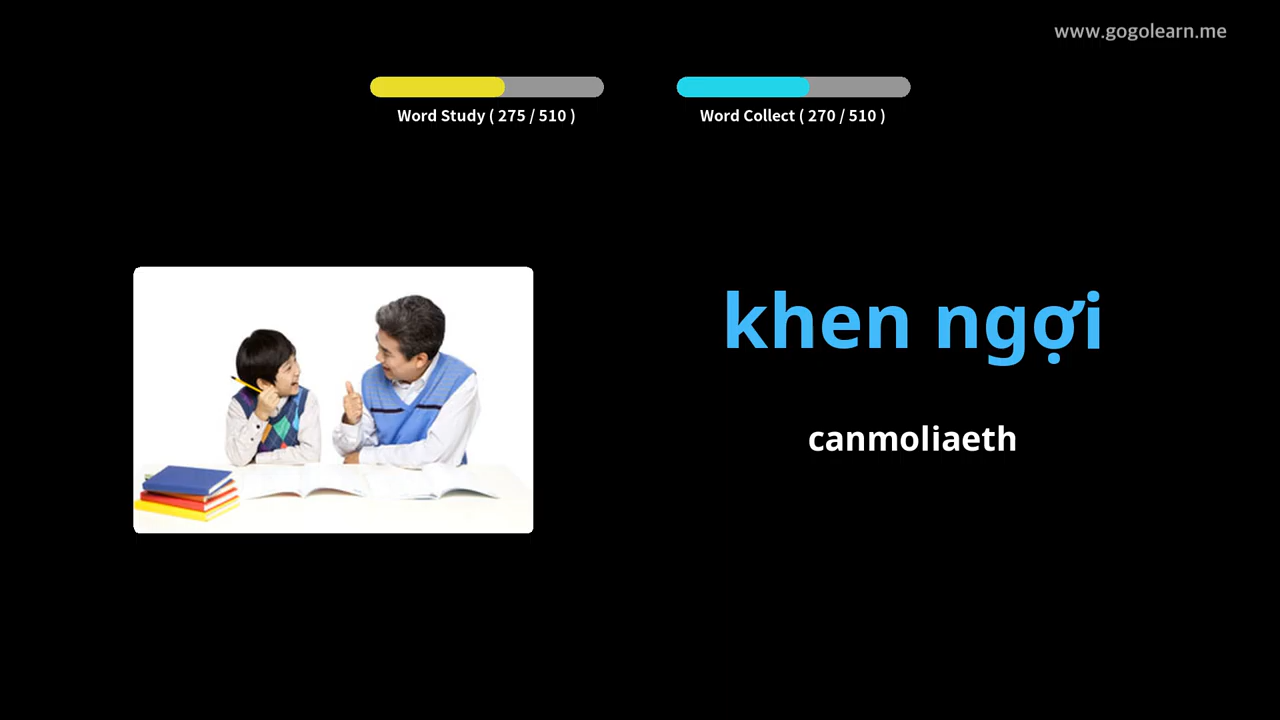 www.gogolearn.me
Word Study ( 275 / 510 )
Word Collect ( 270 / 510 )
khen ngợi
canmoliaeth